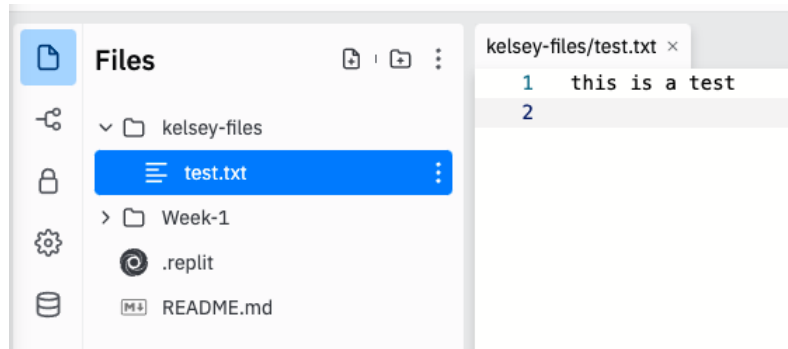 Files
kelsey-files
test.txt
Week-1
.replit
M↓ README.md
kelsey-files/test.txt ×
1 this is a test
2